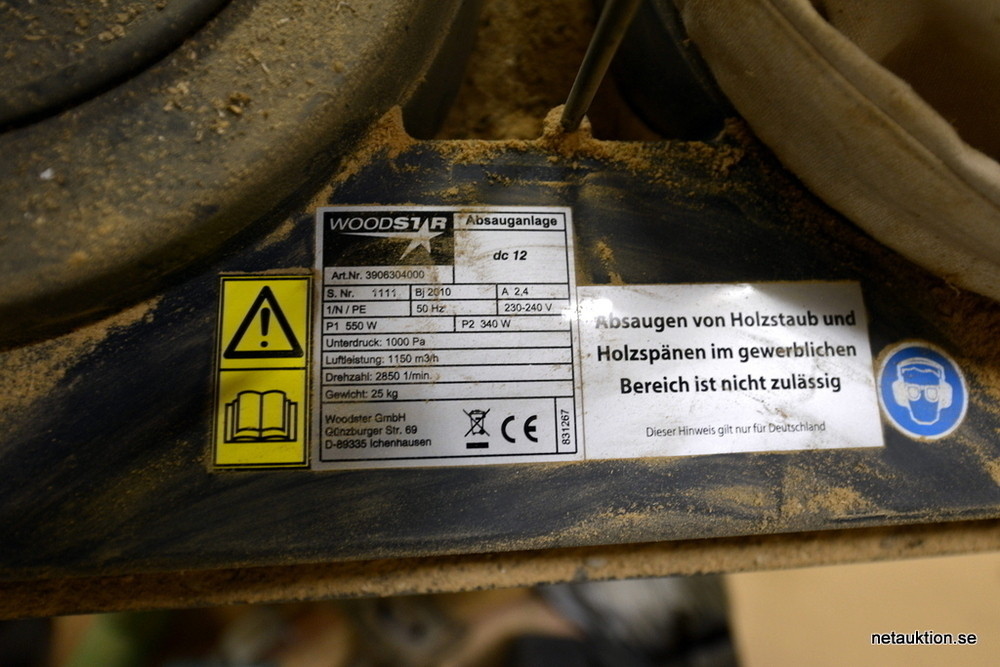 WOODSTAR
Absauganlage
dc 12
Art.Nr. 3906304000
S. Nr. 1111 Bj 2010 A 2,4
1/N / PE 50 Hz 230-240 V
P1 550 W P2 340 W
Unterdruck: 1000 Pa
Luftleistung: 1150 m3/h
Drehzahl: 2850 1/min.
Gewicht: 25 kg
Woodster GmbH
Günzburger Str. 69
D-89335 Ichenhausen
CE
831267
Absaugen von Holzstaub und
Holzspänen im gewerblichen
Bereich ist nicht zulässig
Dieser Hinweis gilt nur für Deutschland
netauktion.se